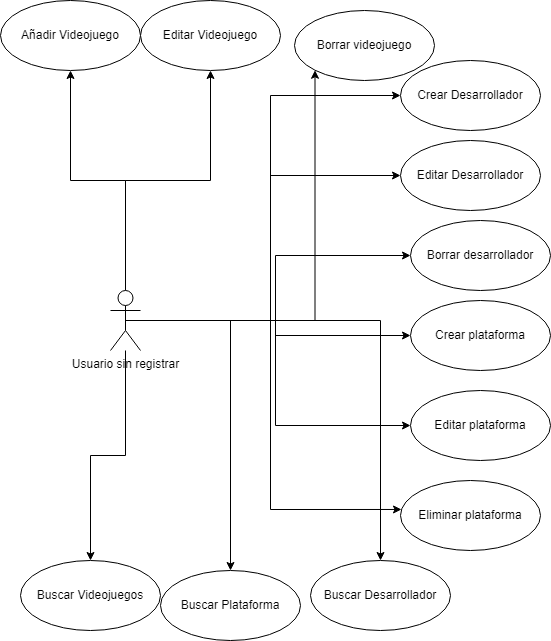 Añadir Videojuego
Editar Videojuego
Borrar videojuego
Crear Desarrollador
Editar Desarrollador
Borrar desarrollador
Crear plataforma
Usuario sin registrar
Editar plataforma
Eliminar plataforma
Buscar Videojuegos
Buscar Plataforma
Buscar Desarrollador